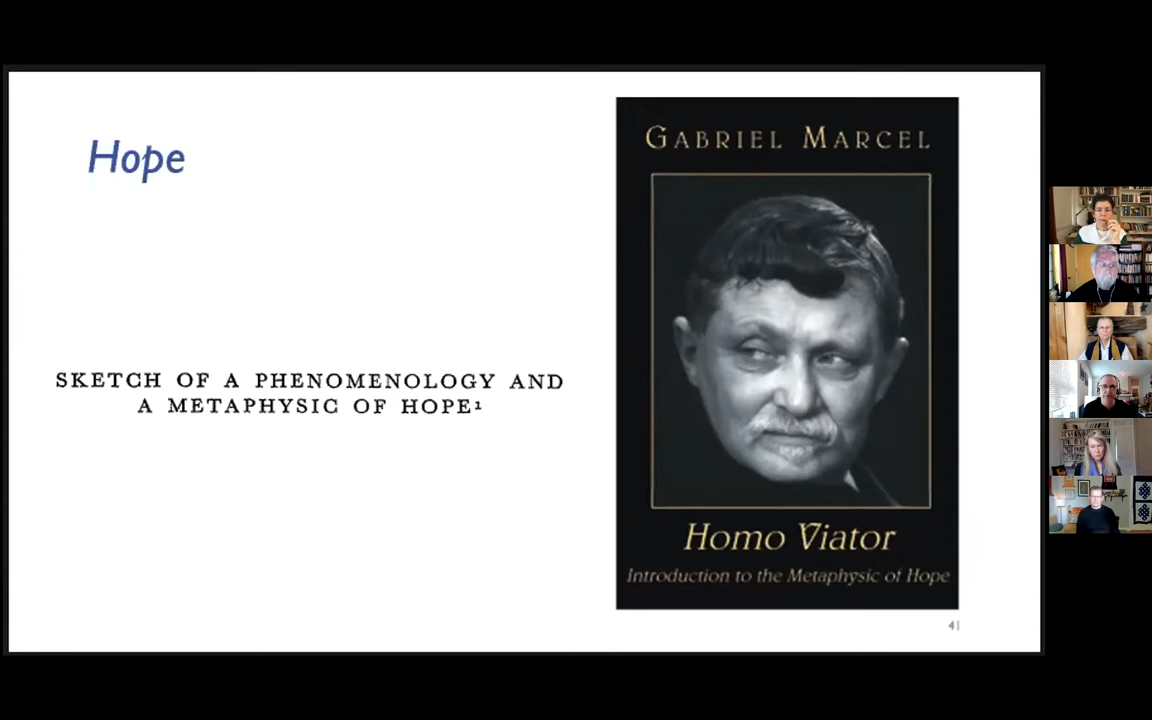 Hope
SKETCH OF A PHENOMENOLOGY AND
A METAPHYSIC OF HOPE¹
GABRIEL MARCEL
Homo Viator
Introduction to the Metaphysic of Hope
41